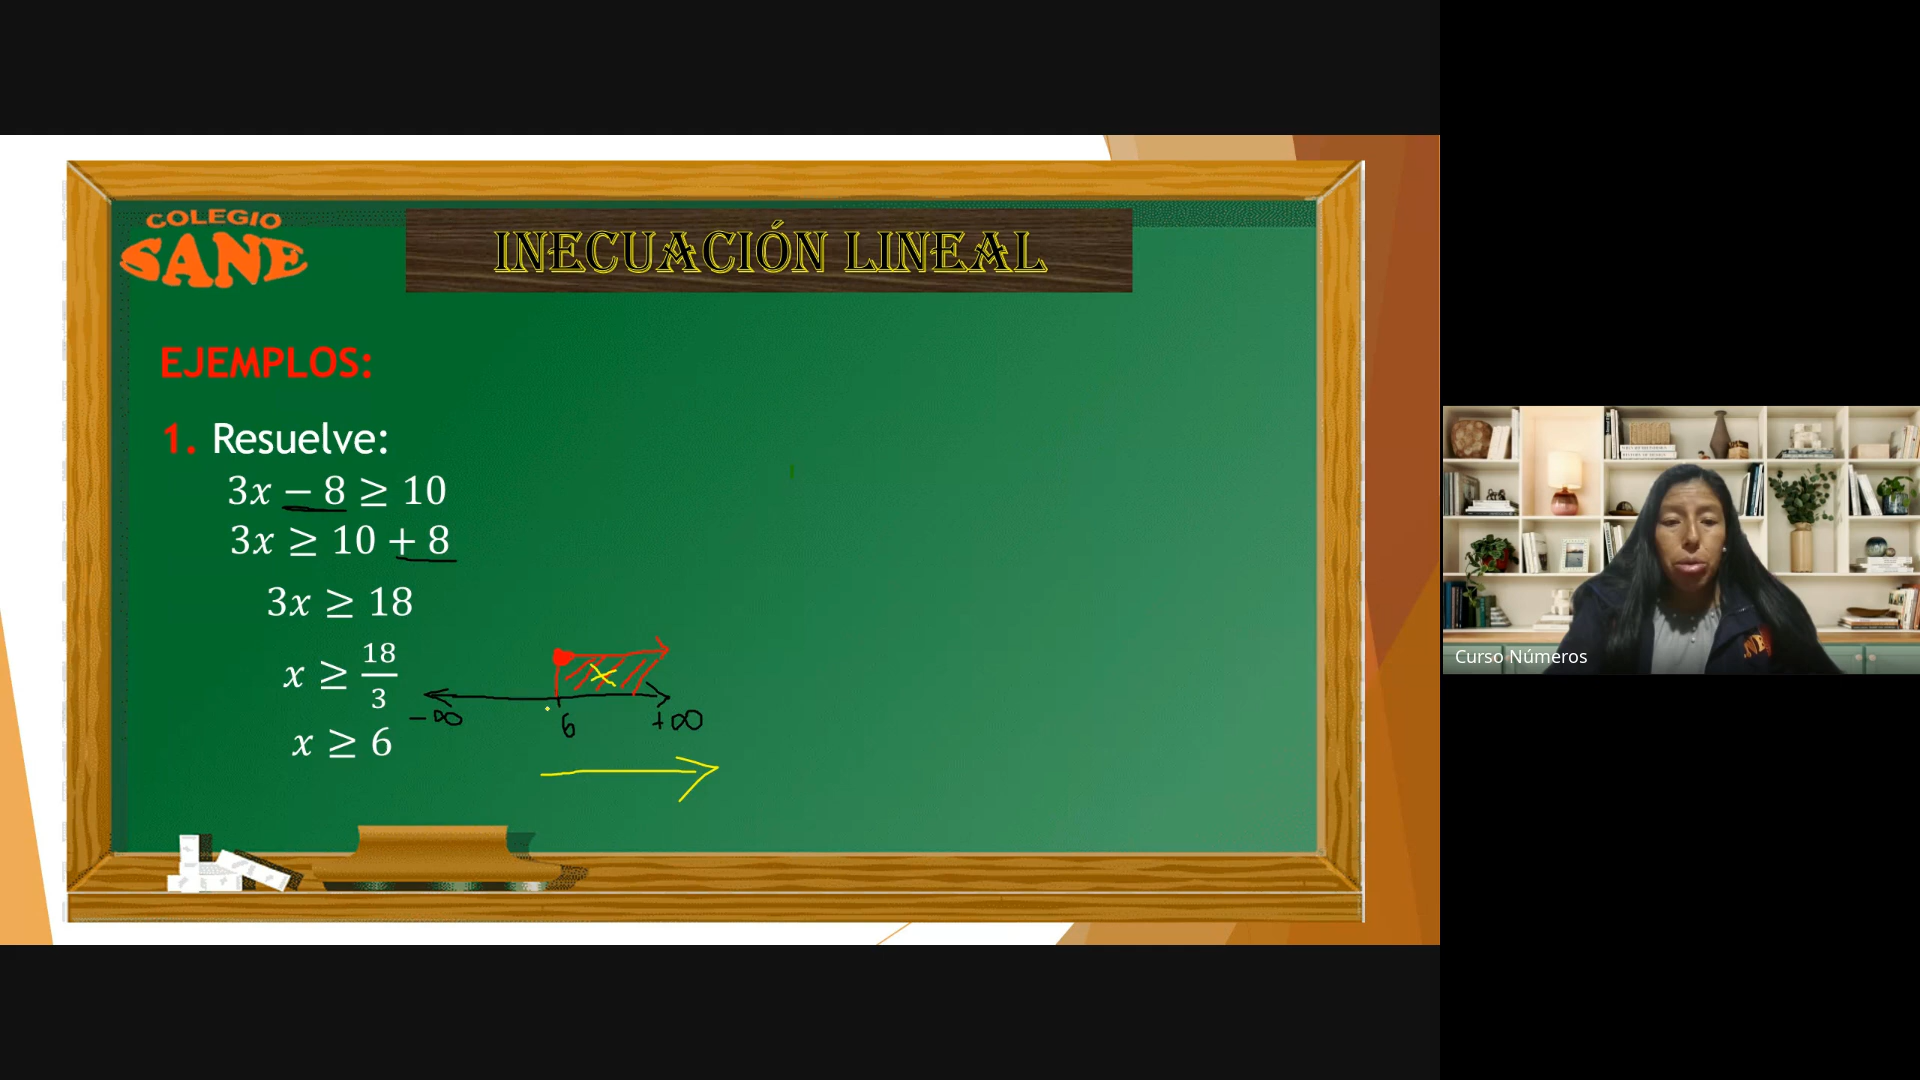 COLEGIO
SANE
INECUACIÓN LINEAL
EJEMPLOS:
1. Resuelve:
3x − 8 ≥ 10
3x ≥ 10 + 8
3x ≥ 18
x ≥ 18/3
x ≥ 6
x
−∞ 6 +∞
Curso Números